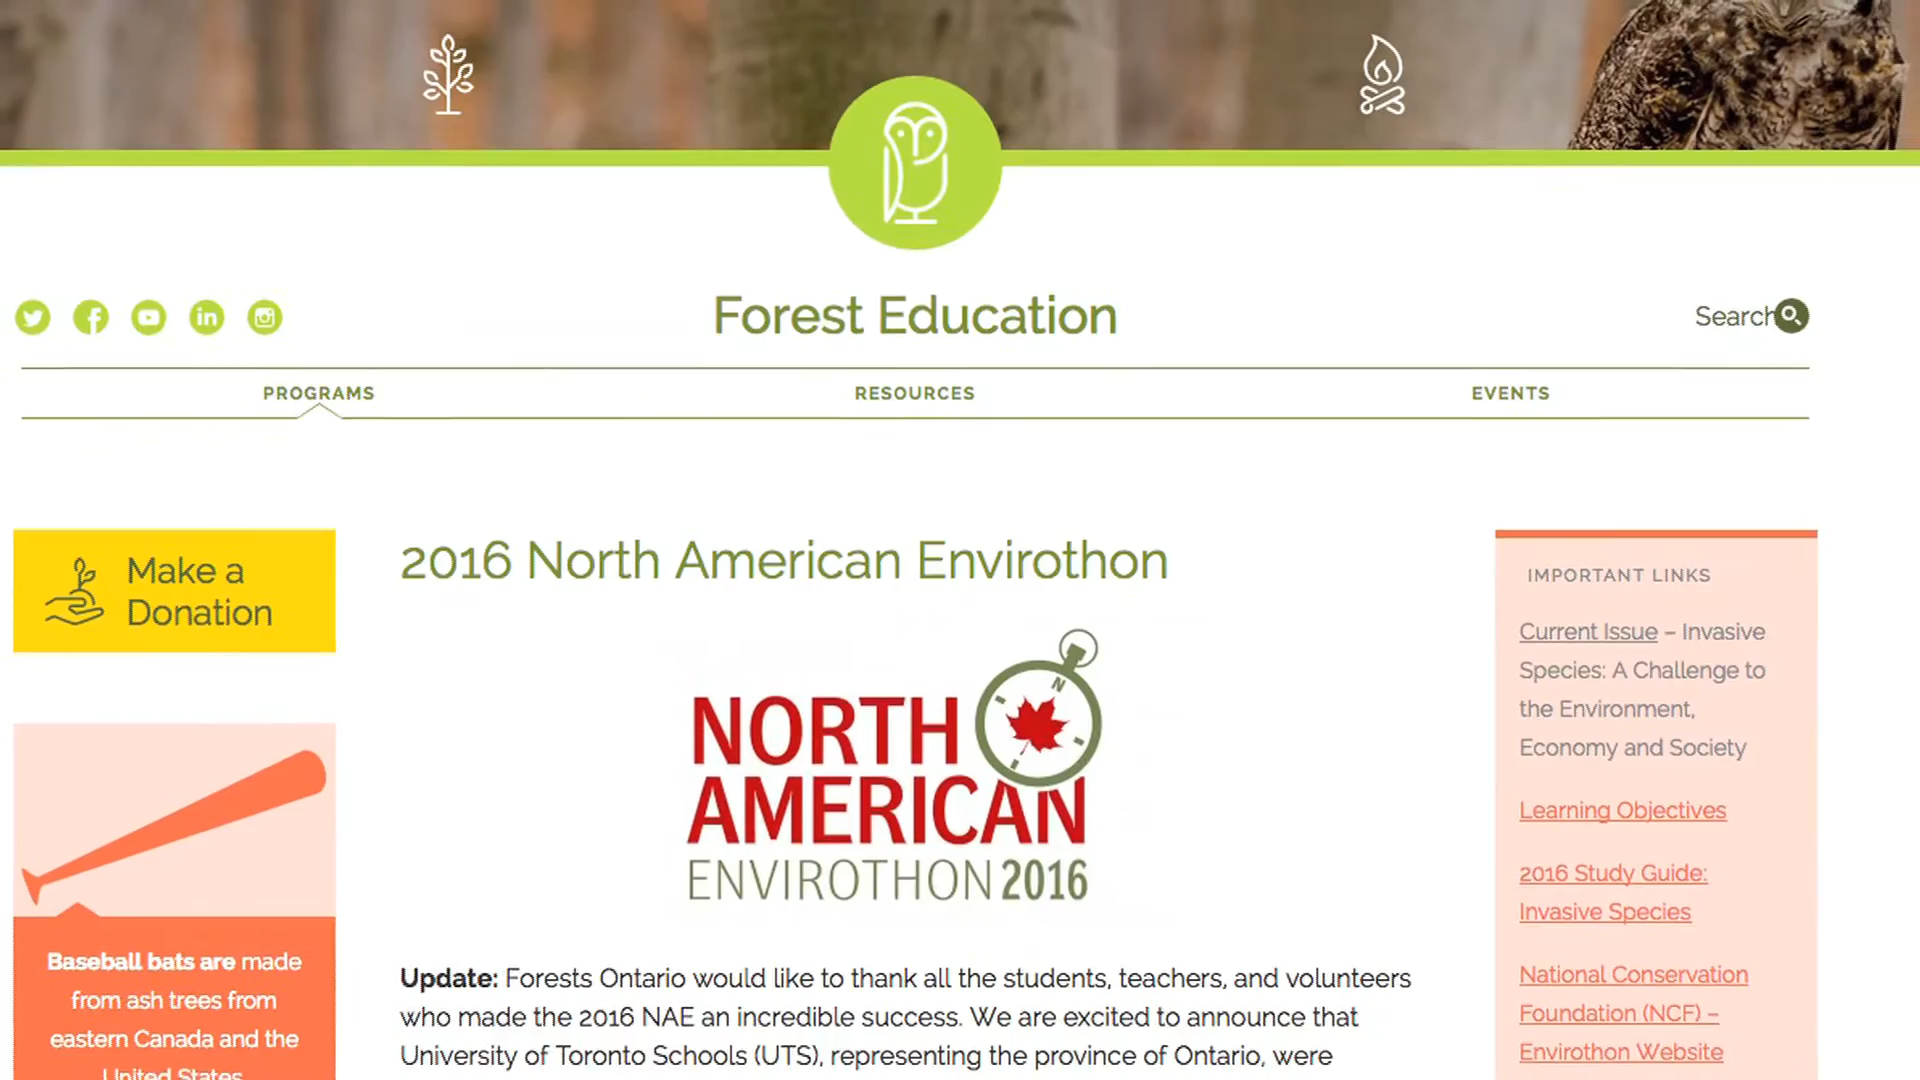 Forest Education
Search
PROGRAMS
RESOURCES
EVENTS
Make a
Donation
Baseball bats are made
from ash trees from
eastern Canada and the
United States
2016 North American Envirothon
N
NORTH
AMERICAN
ENVIROTHON 2016
Update: Forests Ontario would like to thank all the students, teachers, and volunteers
who made the 2016 NAE an incredible success. We are excited to announce that
University of Toronto Schools (UTS), representing the province of Ontario, were
IMPORTANT LINKS
Current Issue – Invasive
Species: A Challenge to
the Environment,
Economy and Society
Learning Objectives
2016 Study Guide:
Invasive Species
National Conservation
Foundation (NCF) –
Envirothon Website